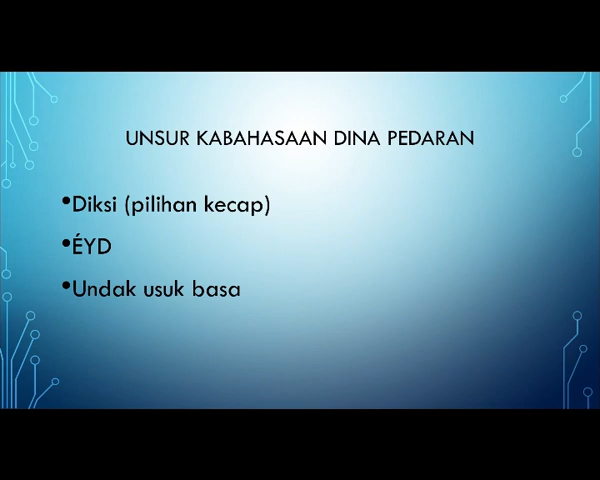 UNSUR KABAHASAAN DINA PEDARAN
•Diksi (pilihan kecap)
•ÉYD
•Undak usuk basa